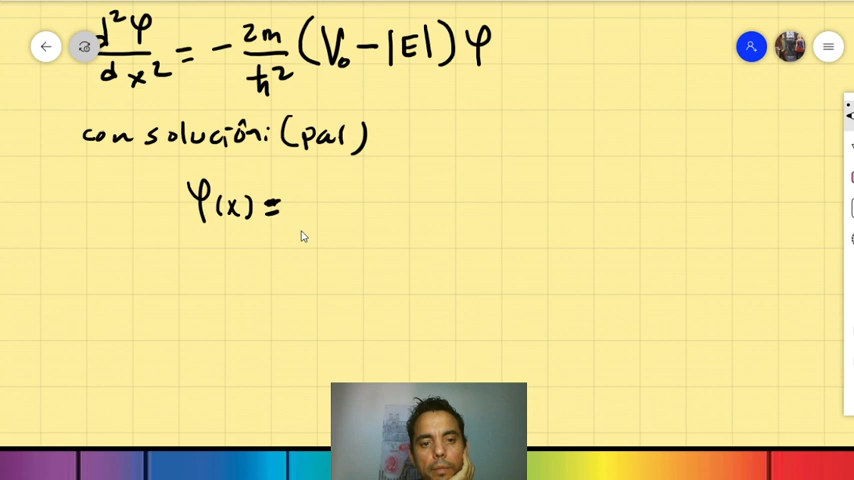 d²φ/dx² = - 2m/ħ² (V₀ - |E|) φ
con solución: (par)
φ(x) =